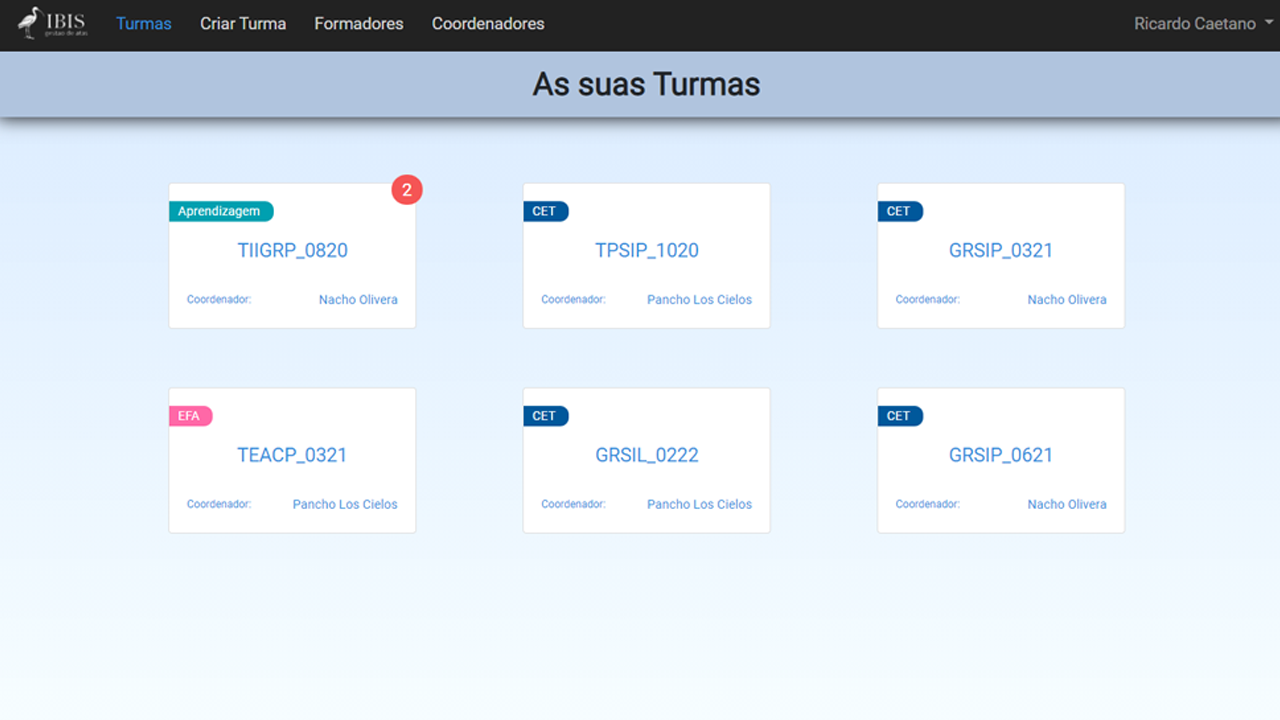 IBIS
gestao de atas
Turmas
Criar Turma
Formadores
Coordenadores
Ricardo Caetano
As suas Turmas
2
Aprendizagem
TIIGRP_0820
Coordenador: Nacho Olivera
CET
TPSIP_1020
Coordenador: Pancho Los Cielos
CET
GRSIP_0321
Coordenador: Nacho Olivera
EFA
TEACP_0321
Coordenador: Pancho Los Cielos
CET
GRSIL_0222
Coordenador: Pancho Los Cielos
CET
GRSIP_0621
Coordenador: Nacho Olivera